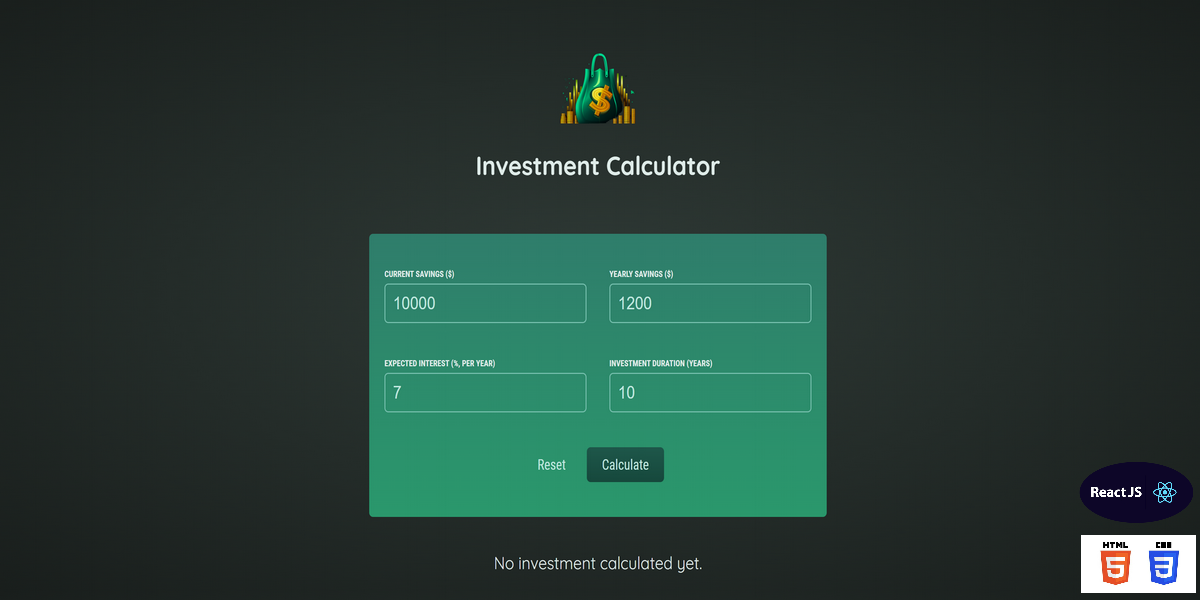 $
Investment Calculator
CURRENT SAVINGS ($)
YEARLY SAVINGS ($)
10000
1200
EXPECTED INTEREST (%, PER YEAR)
INVESTMENT DURATION (YEARS)
7
10
Reset
Calculate
No investment calculated yet.
React JS
HTML
CSS
5
3